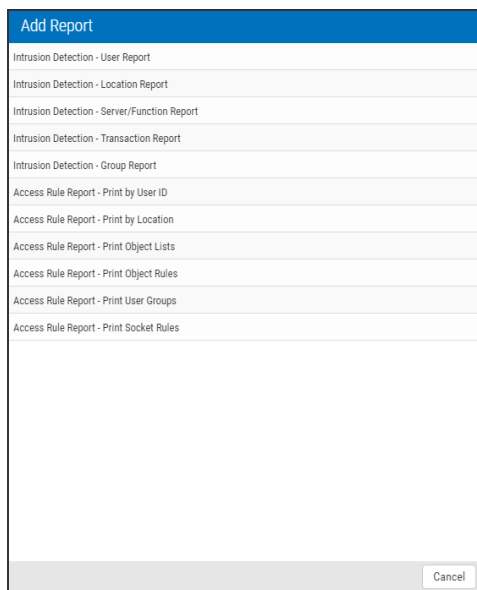 Add Report
Intrusion Detection - User Report
Intrusion Detection - Location Report
Intrusion Detection - Server/Function Report
Intrusion Detection - Transaction Report
Intrusion Detection - Group Report
Access Rule Report - Print by User ID
Access Rule Report - Print by Location
Access Rule Report - Print Object Lists
Access Rule Report - Print Object Rules
Access Rule Report - Print User Groups
Access Rule Report - Print Socket Rules
Cancel